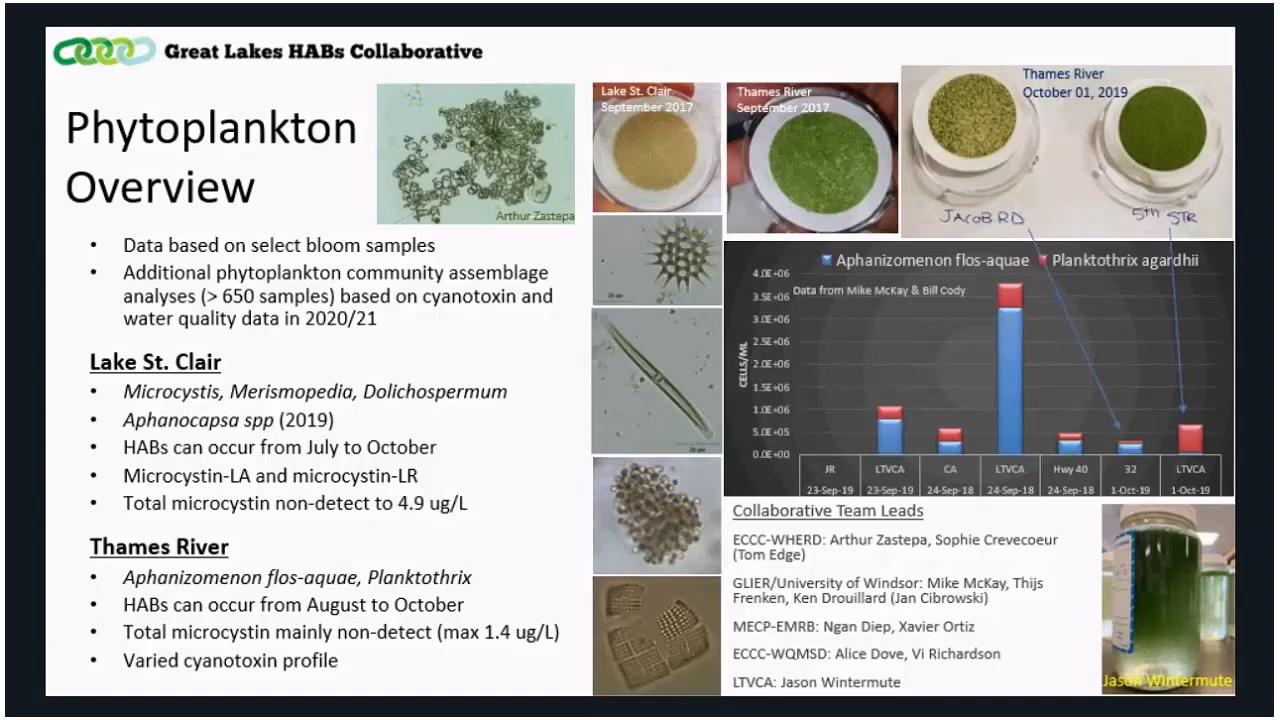 Great Lakes HABs Collaborative
Phytoplankton
Overview
Arthur Zastepa
• Data based on select bloom samples
• Additional phytoplankton community assemblage
analyses (> 650 samples) based on cyanotoxin and
water quality data in 2020/21
Lake St. Clair
• Microcystis, Merismopedia, Dolichospermum
• Aphanocapsa spp (2019)
• HABs can occur from July to October
• Microcystin-LA and microcystin-LR
• Total microcystin non-detect to 4.9 ug/L
Thames River
• Aphanizomenon flos-aquae, Planktothrix
• HABs can occur from August to October
• Total microcystin mainly non-detect (max 1.4 ug/L)
• Varied cyanotoxin profile
Lake St. Clair
September 2017
Thames River
September 2017
Thames River
October 01, 2019
JACOB RD
5th STR
Aphanizomenon flos-aquae Planktothrix agardhii
Data from Mike McKay & Bill Cody
CELLS/ML
4.0E+06
3.5E+06
3.0E+06
2.5E+06
2.0E+06
1.5E+06
1.0E+06
5.0E+05
0.0E+00
JR LTVCA CA LTVCA Hwy 40 32 LTVCA
23-Sep-19 23-Sep-19 24-Sep-18 24-Sep-18 24-Sep-18 1-Oct-19 1-Oct-19
Collaborative Team Leads
ECCC-WHERD: Arthur Zastepa, Sophie Crevecoeur
(Tom Edge)
GLIER/University of Windsor: Mike McKay, Thijs
Frenken, Ken Drouillard (Jan Cibrowski)
MECP-EMRB: Ngan Diep, Xavier Ortiz
ECCC-WQMSD: Alice Dove, Vi Richardson
LTVCA: Jason Wintermute
Jason Wintermute